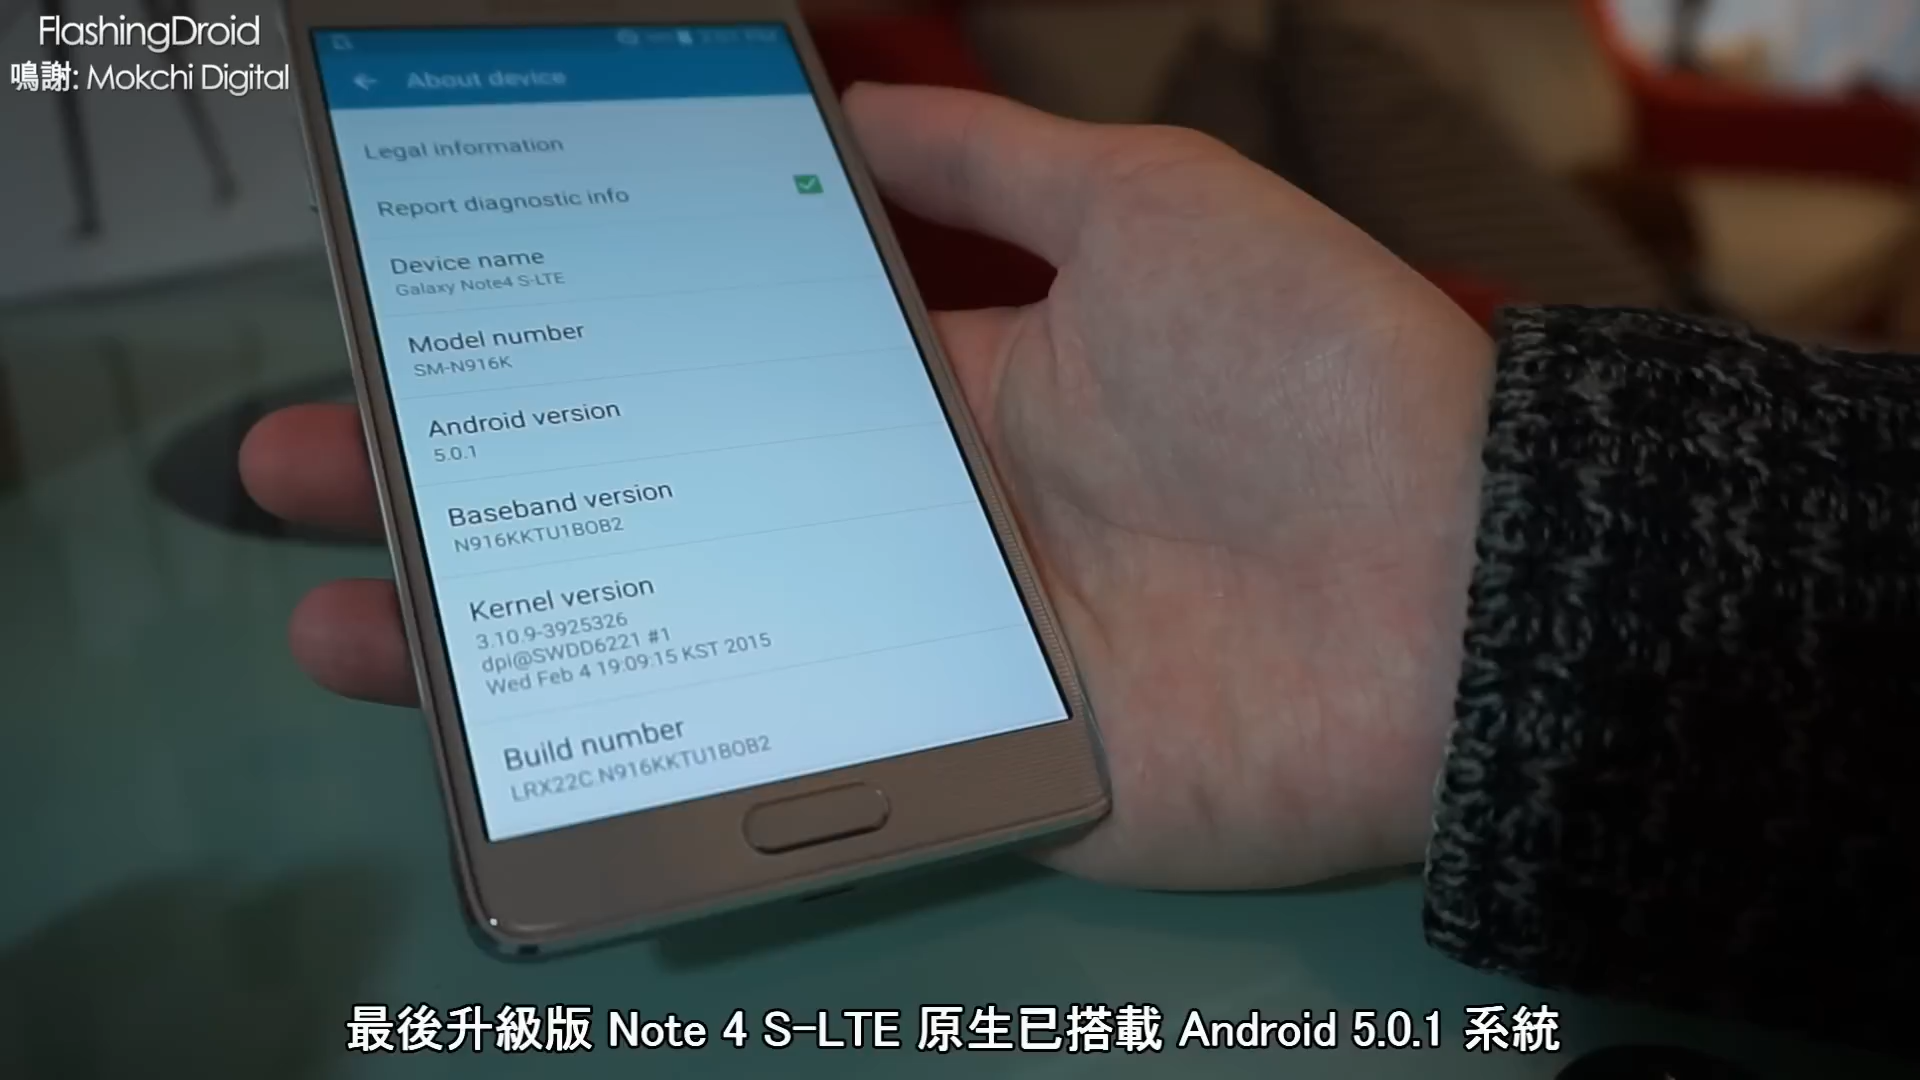 FlashingDroid
鳴謝: Mokchi Digital
About device
Legal information
Report diagnostic info
Device name
Galaxy Note4 S-LTE
Model number
SM-N916K
Android version
5.0.1
Baseband version
N916KKTU1BOB2
Kernel version
3.10.9-3925326
dpi@SWDD6221 #1
Wed Feb 4 19:09:15 KST 2015
Build number
LRX22C.N916KKTU1BOB2
最後升級版 Note 4 S-LTE 原生已搭載 Android 5.0.1 系統